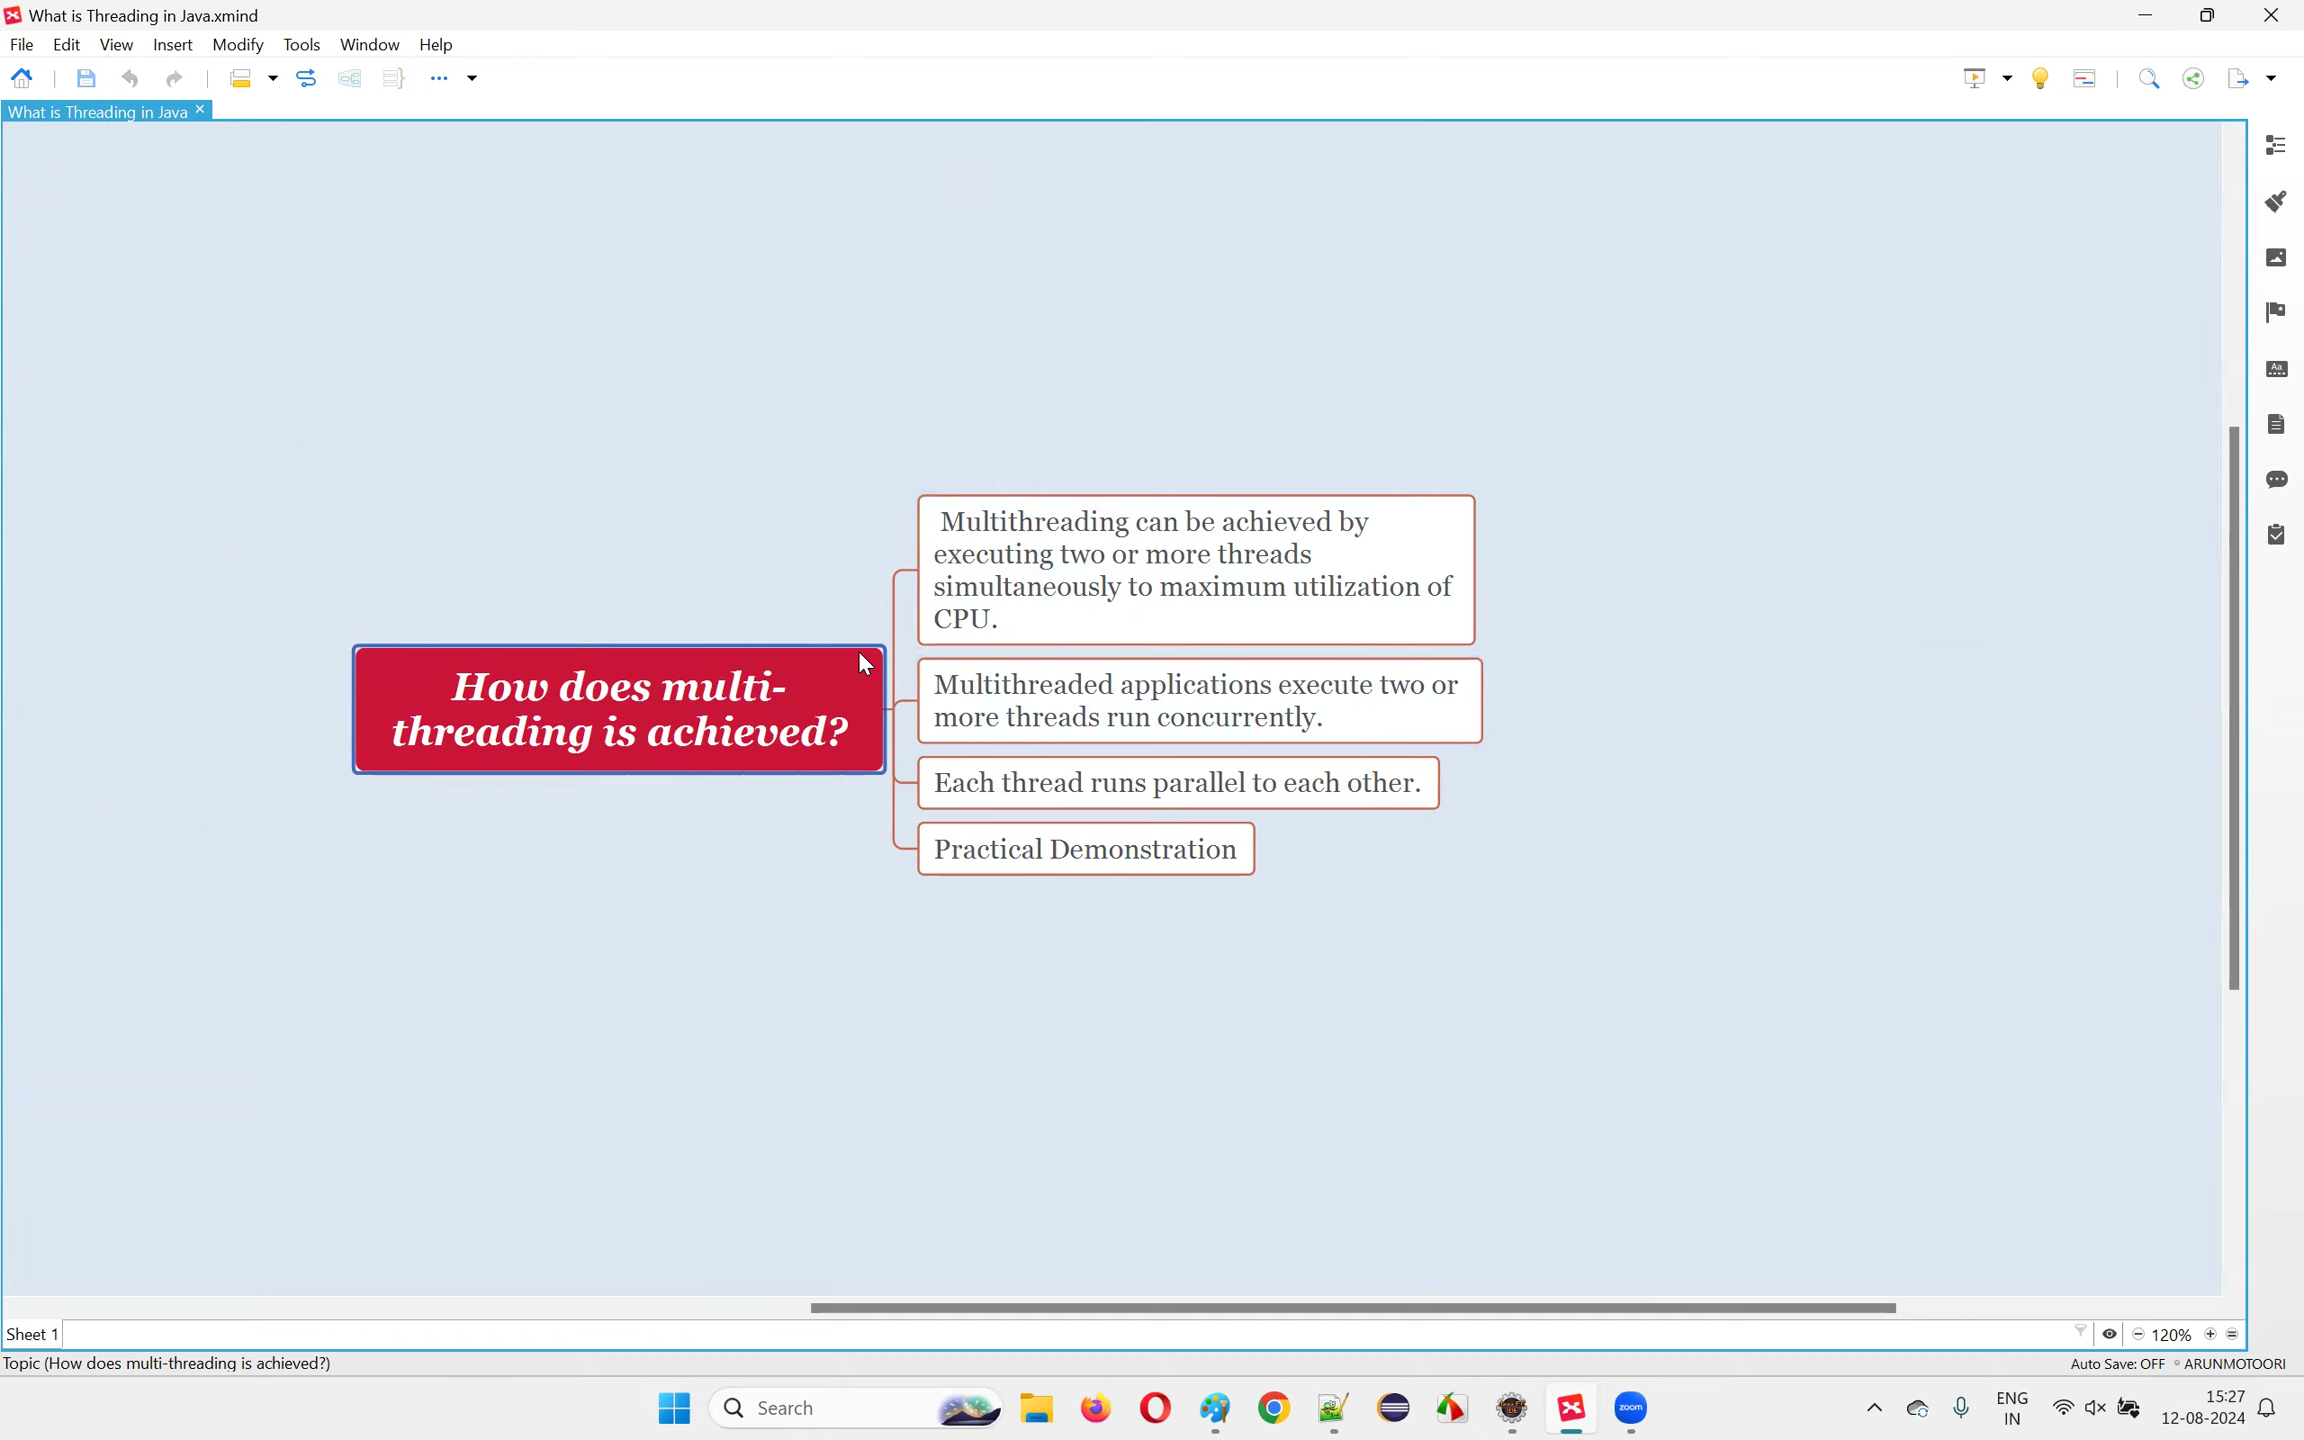 What is Threading in Java.xmind
File Edit View Insert Modify Tools Window Help
What is Threading in Java
Multithreading can be achieved by
executing two or more threads
simultaneously to maximum utilization of
CPU.
How does multi-
threading is achieved?
Multithreaded applications execute two or
more threads run concurrently.
Each thread runs parallel to each other.
Practical Demonstration
Sheet 1
120%
Topic (How does multi-threading is achieved?)
Auto Save: OFF ARUNMOTOORI
Search
zoom
ENG
IN
15:27
12-08-2024